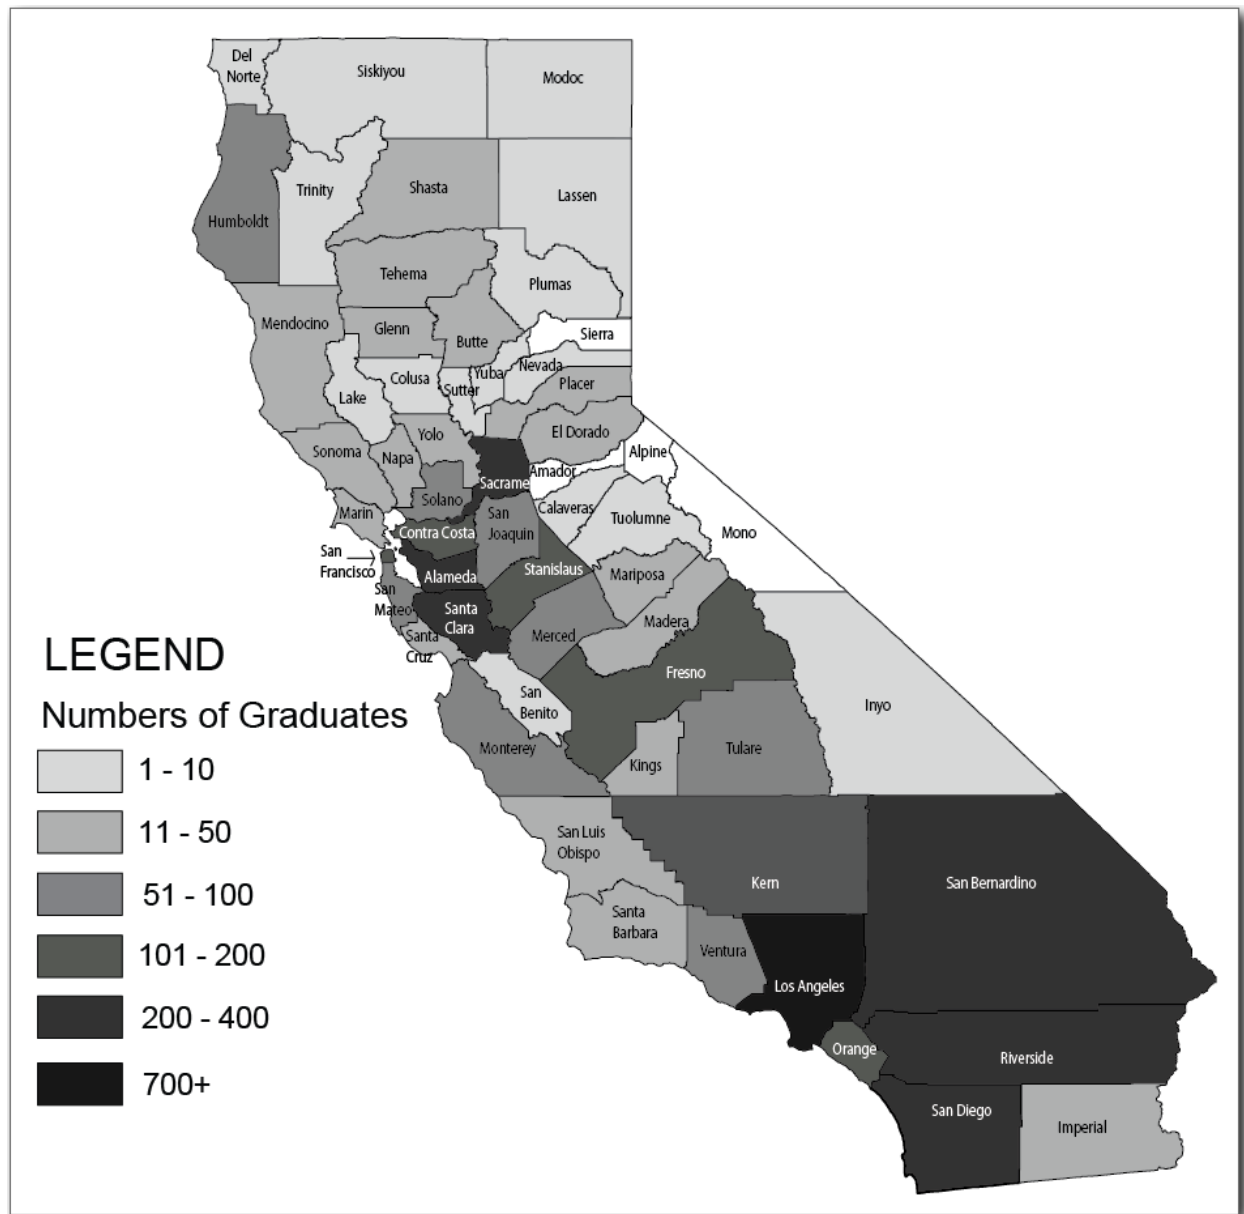 Del
Norte
Siskiyou
Modoc
Trinity
Shasta
Lassen
Humboldt
Tehema
Plumas
Mendocino
Glenn
Butte
Sierra
Colusa
Lake
Sutter
Yuba
Nevada
Placer
Sonoma
Napa
Yolo
El Dorado
Alpine
Amador
Sacrame
Solano
Marin
Contra Costa
San
Joaquin
Calaveras
Tuolumne
Mono
San
Francisco
Alameda
Stanislaus
Mariposa
San
Mateo
Santa
Clara
Merced
Madera
Santa
Cruz
Fresno
San
Benito
Inyo
Monterey
Kings
Tulare
San Luis
Obispo
Kern
San Bernardino
Santa
Barbara
Ventura
Los Angeles
Orange
Riverside
San Diego
Imperial
LEGEND
Numbers of Graduates
1 - 10
11 - 50
51 - 100
101 - 200
200 - 400
700+